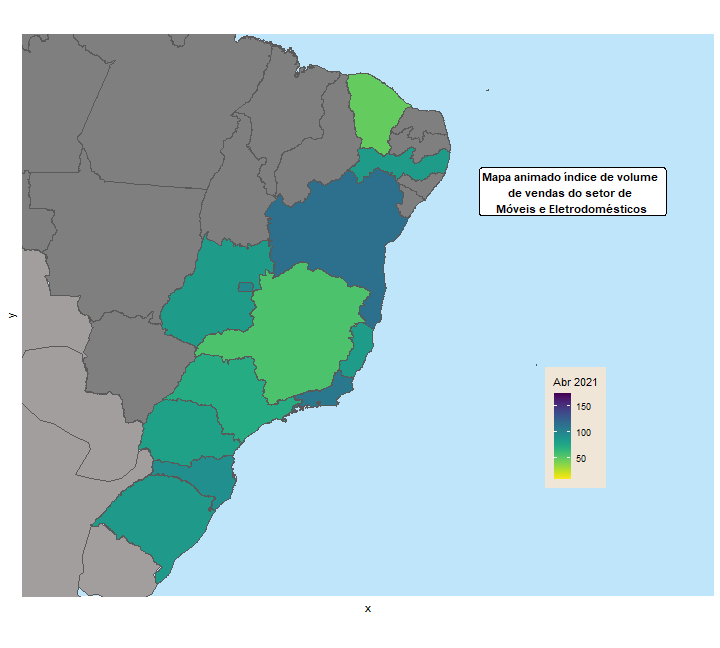 Mapa animado índice de volume
de vendas do setor de
Móveis e Eletrodomésticos
y
Abr 2021
150
100
50
x